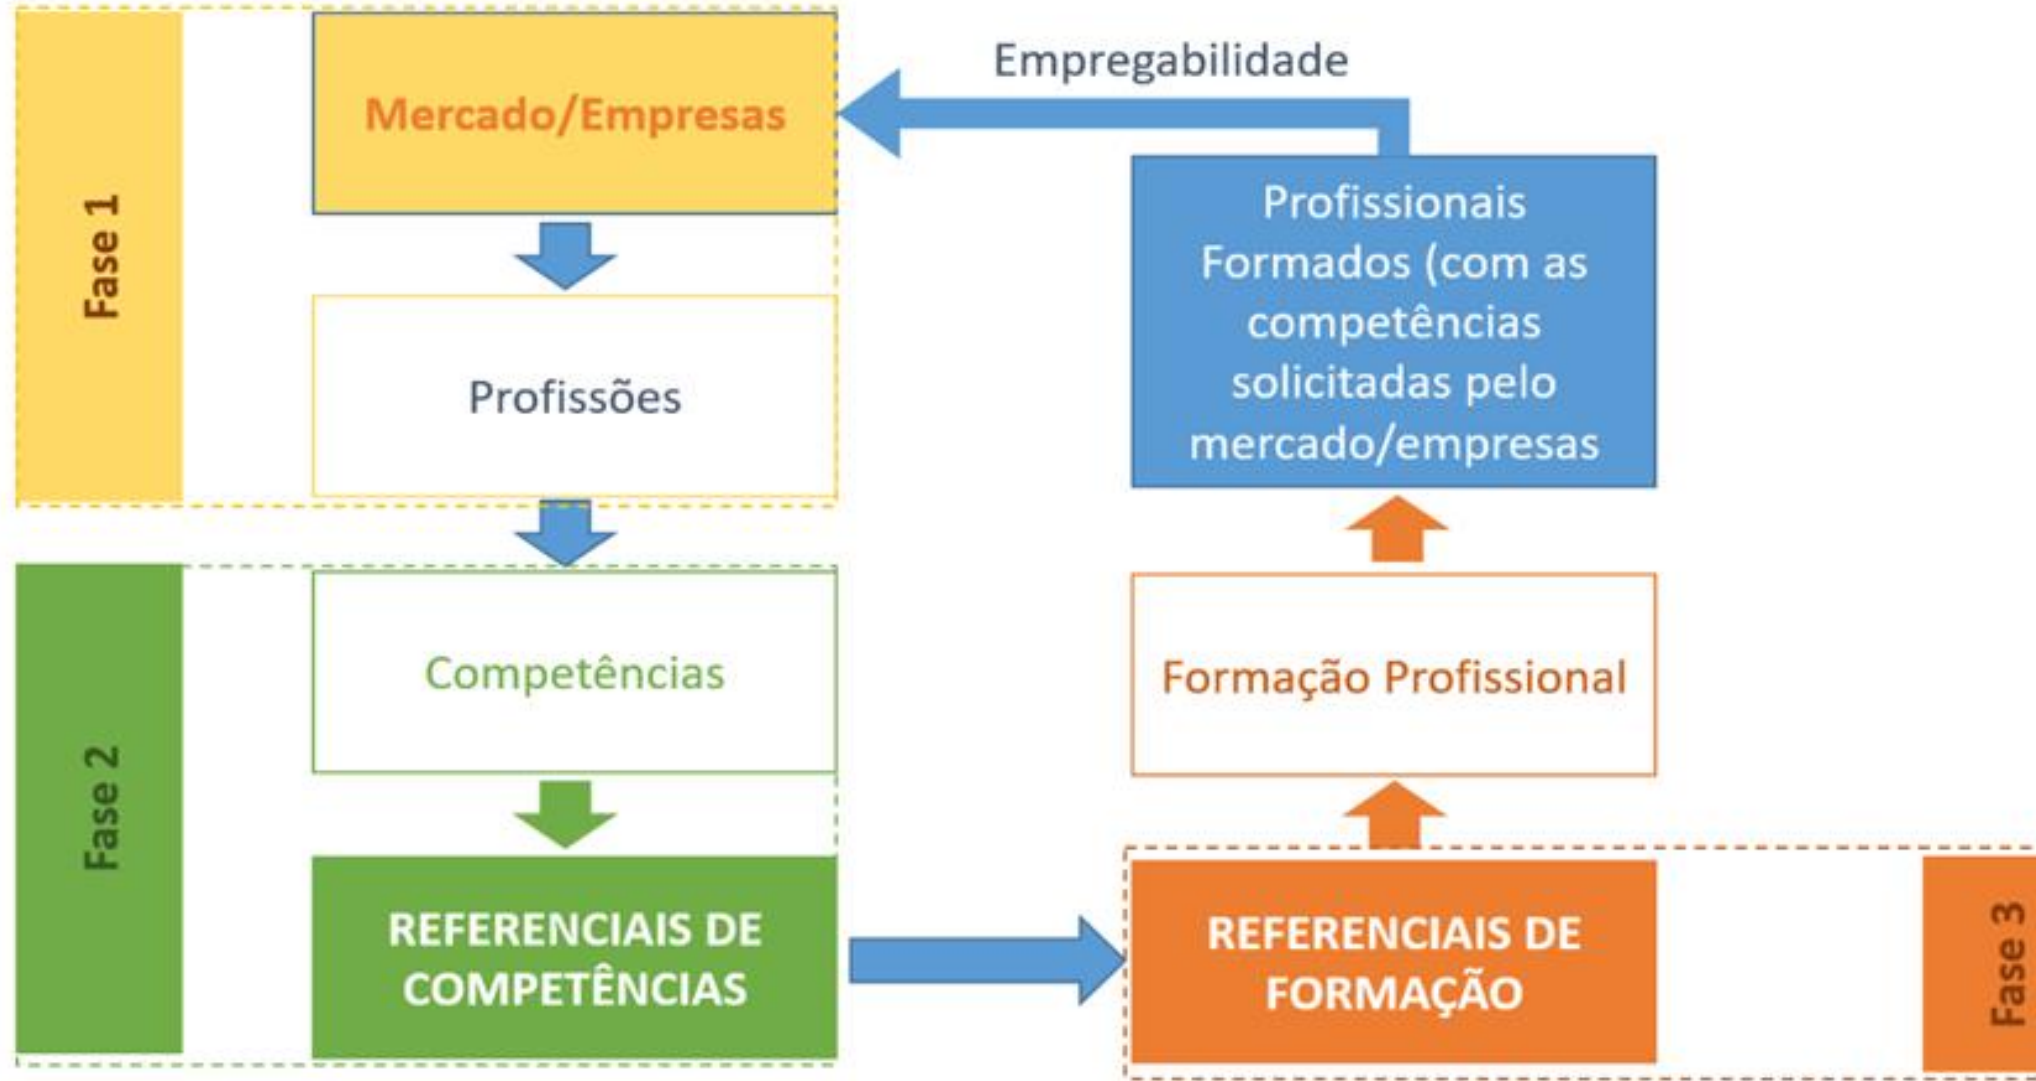 Fase 1
Mercado/Empresas
Profissões
Fase 2
Competências
REFERENCIAIS DE
COMPETÊNCIAS
Empregabilidade
Profissionais
Formados (com as
competências
solicitadas pelo
mercado/empresas
Formação Profissional
REFERENCIAIS DE
FORMAÇÃO
Fase 3